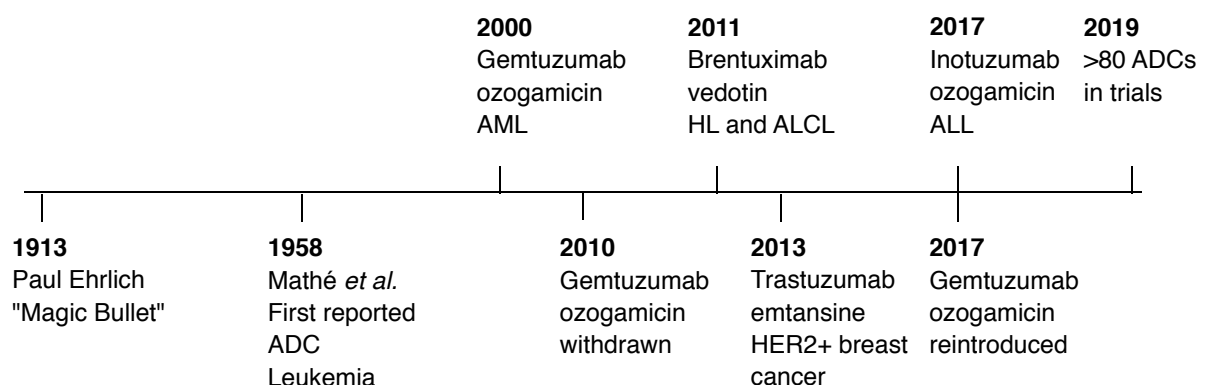 2000
Gemtuzumab
ozogamicin
AML
2011
Brentuximab
vedotin
HL and ALCL
2017
Inotuzumab
ozogamicin
ALL
2019
>80 ADCs
in trials
1913
Paul Ehrlich
"Magic Bullet"
1958
Mathé et al.
First reported
ADC
Leukemia
2010
Gemtuzumab
ozogamicin
withdrawn
2013
Trastuzumab
emtansine
HER2+ breast
cancer
2017
Gemtuzumab
ozogamicin
reintroduced